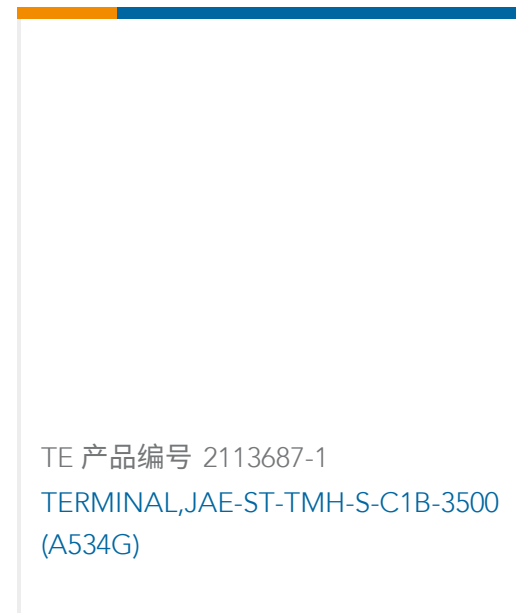 TE 产品编号 2113687-1
TERMINAL,JAE-ST-TMH-S-C1B-3500
(A534G)